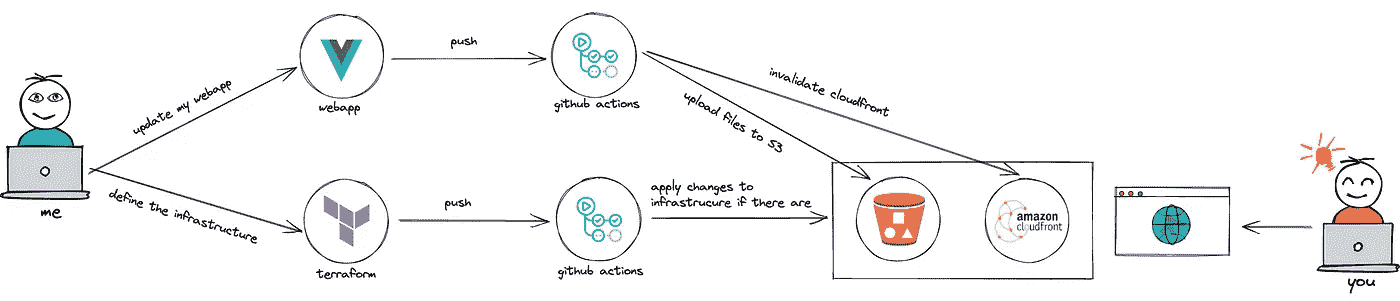 update my webapp
webapp
push
github actions
invalidate cloudfront
upload files to S3
me
define the infrastructure
terraform
push
github actions
apply changes to
infrastrucure if there are
amazon
cloudfront
you